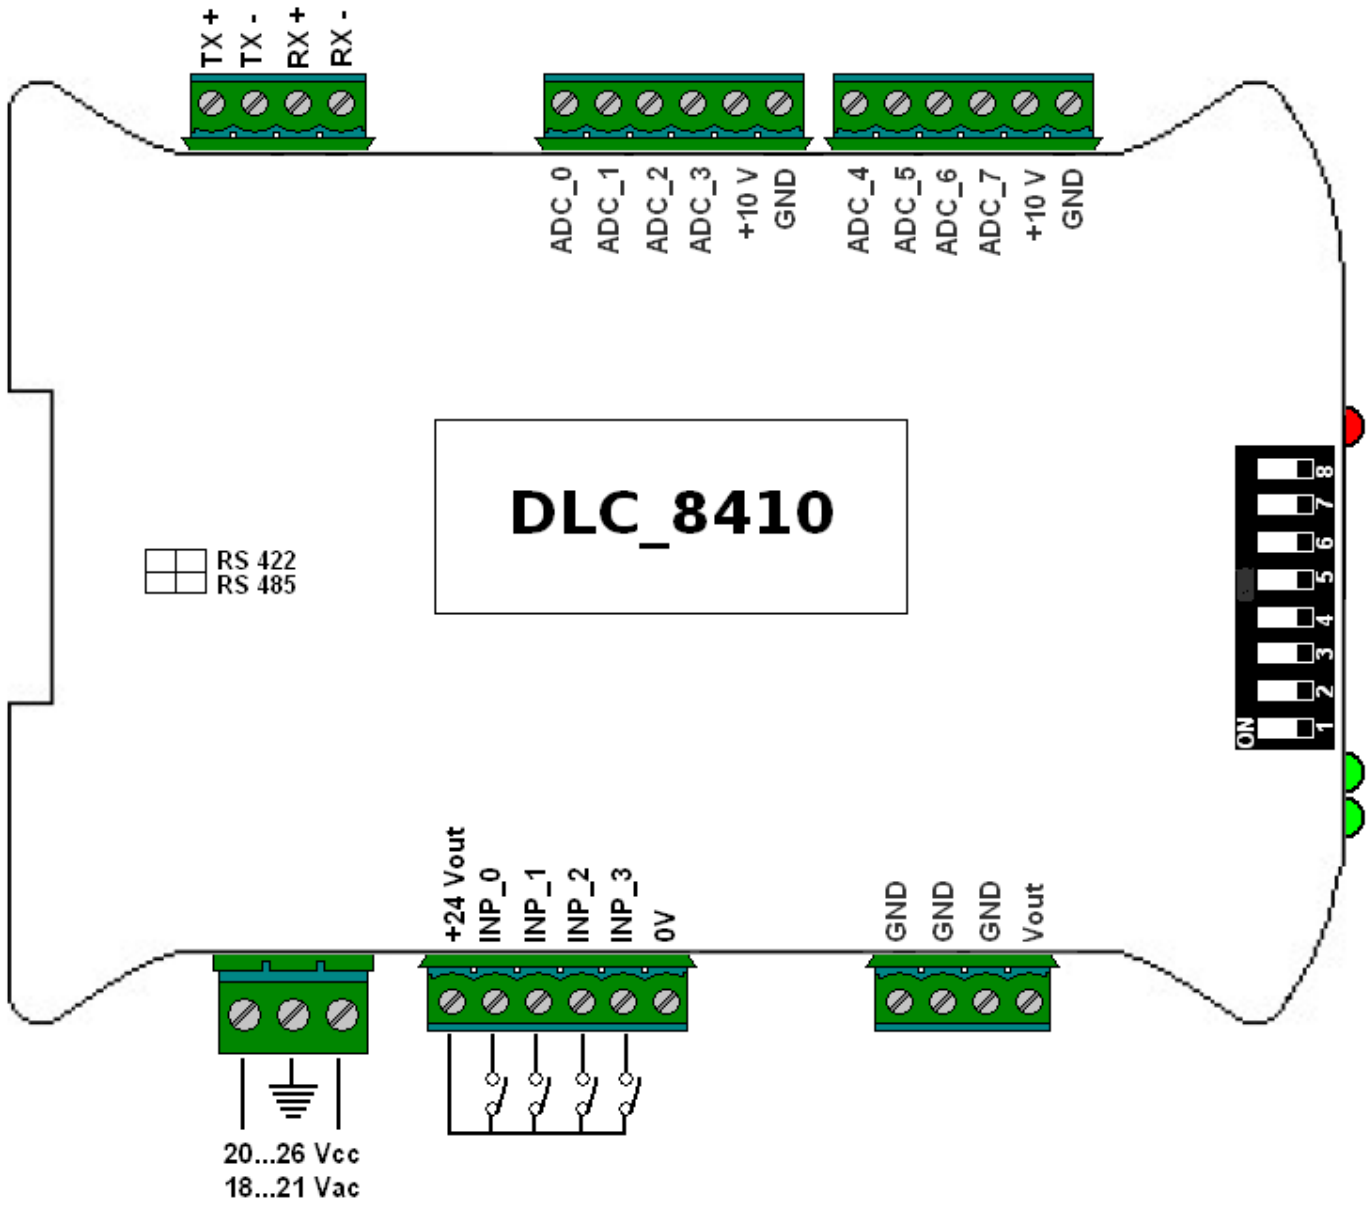 TX +
TX -
RX +
RX -
ADC_0
ADC_1
ADC_2
ADC_3
+10 V
GND
ADC_4
ADC_5
ADC_6
ADC_7
+10 V
GND
DLC_8410
RS 422
RS 485
8
7
6
5
4
3
2
1
ON
+24 Vout
INP_0
INP_1
INP_2
INP_3
0V
GND
GND
GND
Vout
20...26 Vcc
18...21 Vac